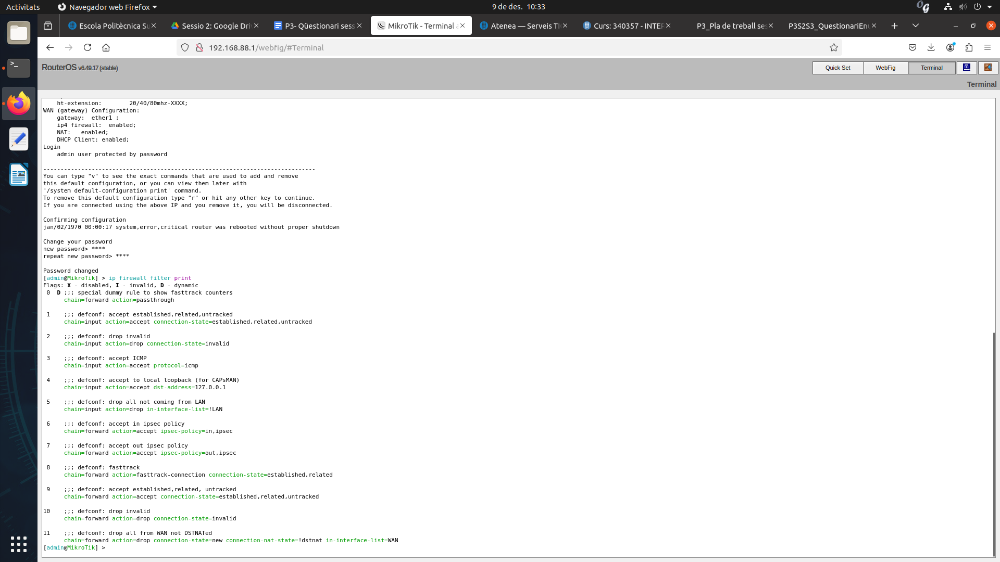 Activitats
Navegador web Firefox
9 de des. 10:33
Escola Politècnica Su
Sessio 2: Google Driv
P3- Qüestionari sess
MikroTik - Terminal a
Atenea — Serveis TI
Curs: 340357 - INTER
P3_Pla de treball ses
P3S2S3_QuestionariEnu
192.168.88.1/webfig/#Terminal
RouterOS v6.49.17 (stable)
Quick Set
WebFig
Terminal
Terminal
ht-extension: 20/40/80mhz-XXXX;
WAN (gateway) Configuration:
gateway: ether1 ;
ip4 firewall: enabled;
NAT: enabled;
DHCP Client: enabled;
Login
admin user protected by password
-------------------------------------------------------------------------------
You can type "v" to see the exact commands that are used to add and remove
this default configuration, or you can view them later with
'/system default-configuration print' command.
To remove this default configuration type "r" or hit any other key to continue.
If you are connected using the above IP and you remove it, you will be disconnected.
Confirming configuration
jan/02/1970 00:00:17 system,error,critical router was rebooted without proper shutdown
Change your password
new password> ****
repeat new password> ****
Password changed
[admin@MikroTik] > ip firewall filter print
Flags: X - disabled, I - invalid, D - dynamic
0 D ;;; special dummy rule to show fasttrack counters
chain=forward action=passthrough
1 ;;; defconf: accept established,related,untracked
chain=input action=accept connection-state=established,related,untracked
2 ;;; defconf: drop invalid
chain=input action=drop connection-state=invalid
3 ;;; defconf: accept ICMP
chain=input action=accept protocol=icmp
4 ;;; defconf: accept to local loopback (for CAPsMAN)
chain=input action=accept dst-address=127.0.0.1
5 ;;; defconf: drop all not coming from LAN
chain=input action=drop in-interface-list=!LAN
6 ;;; defconf: accept in ipsec policy
chain=forward action=accept ipsec-policy=in,ipsec
7 ;;; defconf: accept out ipsec policy
chain=forward action=accept ipsec-policy=out,ipsec
8 ;;; defconf: fasttrack
chain=forward action=fasttrack-connection connection-state=established,related
9 ;;; defconf: accept established,related, untracked
chain=forward action=accept connection-state=established,related,untracked
10 ;;; defconf: drop invalid
chain=forward action=drop connection-state=invalid
11 ;;; defconf: drop all from WAN not DSTNATed
chain=forward action=drop connection-state=new connection-nat-state=!dstnat in-interface-list=WAN
[admin@MikroTik] >